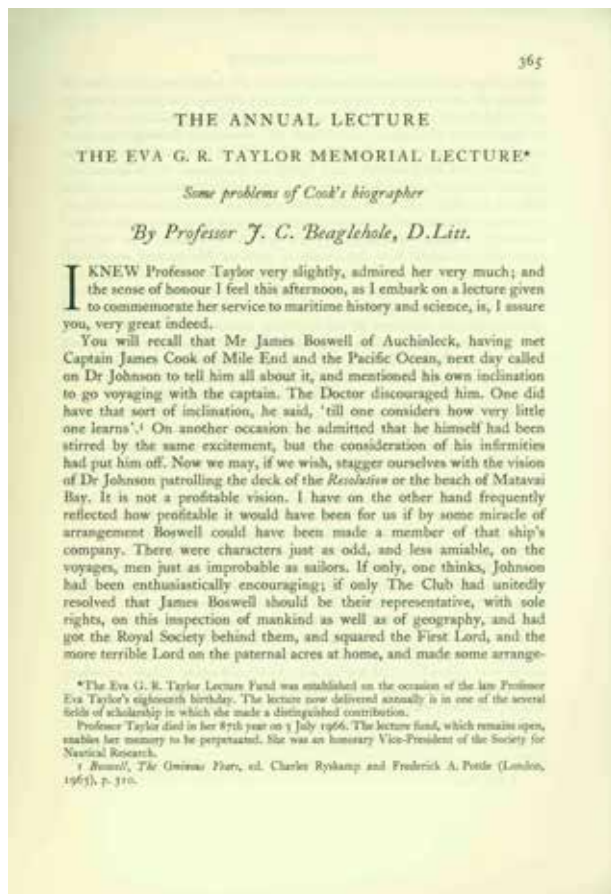 365
THE ANNUAL LECTURE
THE EVA G. R. TAYLOR MEMORIAL LECTURE*
Some problems of Cook's biographer
By Professor J. C. Beaglehole, D.Litt.
I KNEW Professor Taylor very slightly, admired her very much; and
the sense of honour I feel this afternoon, as I embark on a lecture given
to commemorate her service to maritime history and science, is, I assure
you, very great indeed.
You will recall that Mr James Boswell of Auchinleck, having met
Captain James Cook of Mile End and the Pacific Ocean, next day called
on Dr Johnson to tell him all about it, and mentioned his own inclination
to go voyaging with the captain. The Doctor discouraged him. One did
have that sort of inclination, he said, 'till one considers how very little
one learns'.¹ On another occasion he admitted that he himself had been
stirred by the same excitement, but the consideration of his infirmities
had put him off. Now we may, if we wish, stagger ourselves with the vision
of Dr Johnson patrolling the deck of the Resolution or the beach of Matavai
Bay. It is not a profitable vision. I have on the other hand frequently
reflected how profitable it would have been for us if by some miracle of
arrangement Boswell could have been made a member of that ship's
company. There were characters just as odd, and less amiable, on the
voyages, men just as improbable as sailors. If only, one thinks, Johnson
had been enthusiastically encouraging; if only The Club had unitedly
resolved that James Boswell should be their representative, with sole
rights, on this inspection of mankind as well as of geography, and had
got the Royal Society behind them, and squared the First Lord, and the
more terrible Lord on the paternal acres at home, and made some arrange-
*The Eva G. R. Taylor Lecture Fund was established on the occasion of the late Professor
Eva Taylor's eighteenth birthday. The lecture now delivered annually is in one of the several
fields of scholarship in which she made a distinguished contribution.
Professor Taylor died in her 87th year on 5 July 1966. The lecture fund, which remains open,
enables her memory to be perpetuated. She was an honorary Vice-President of the Society for
Nautical Research.
1 Boswell, The Ominous Years, ed. Charles Ryskamp and Frederick A. Pottle (London,
1963), p. 310.